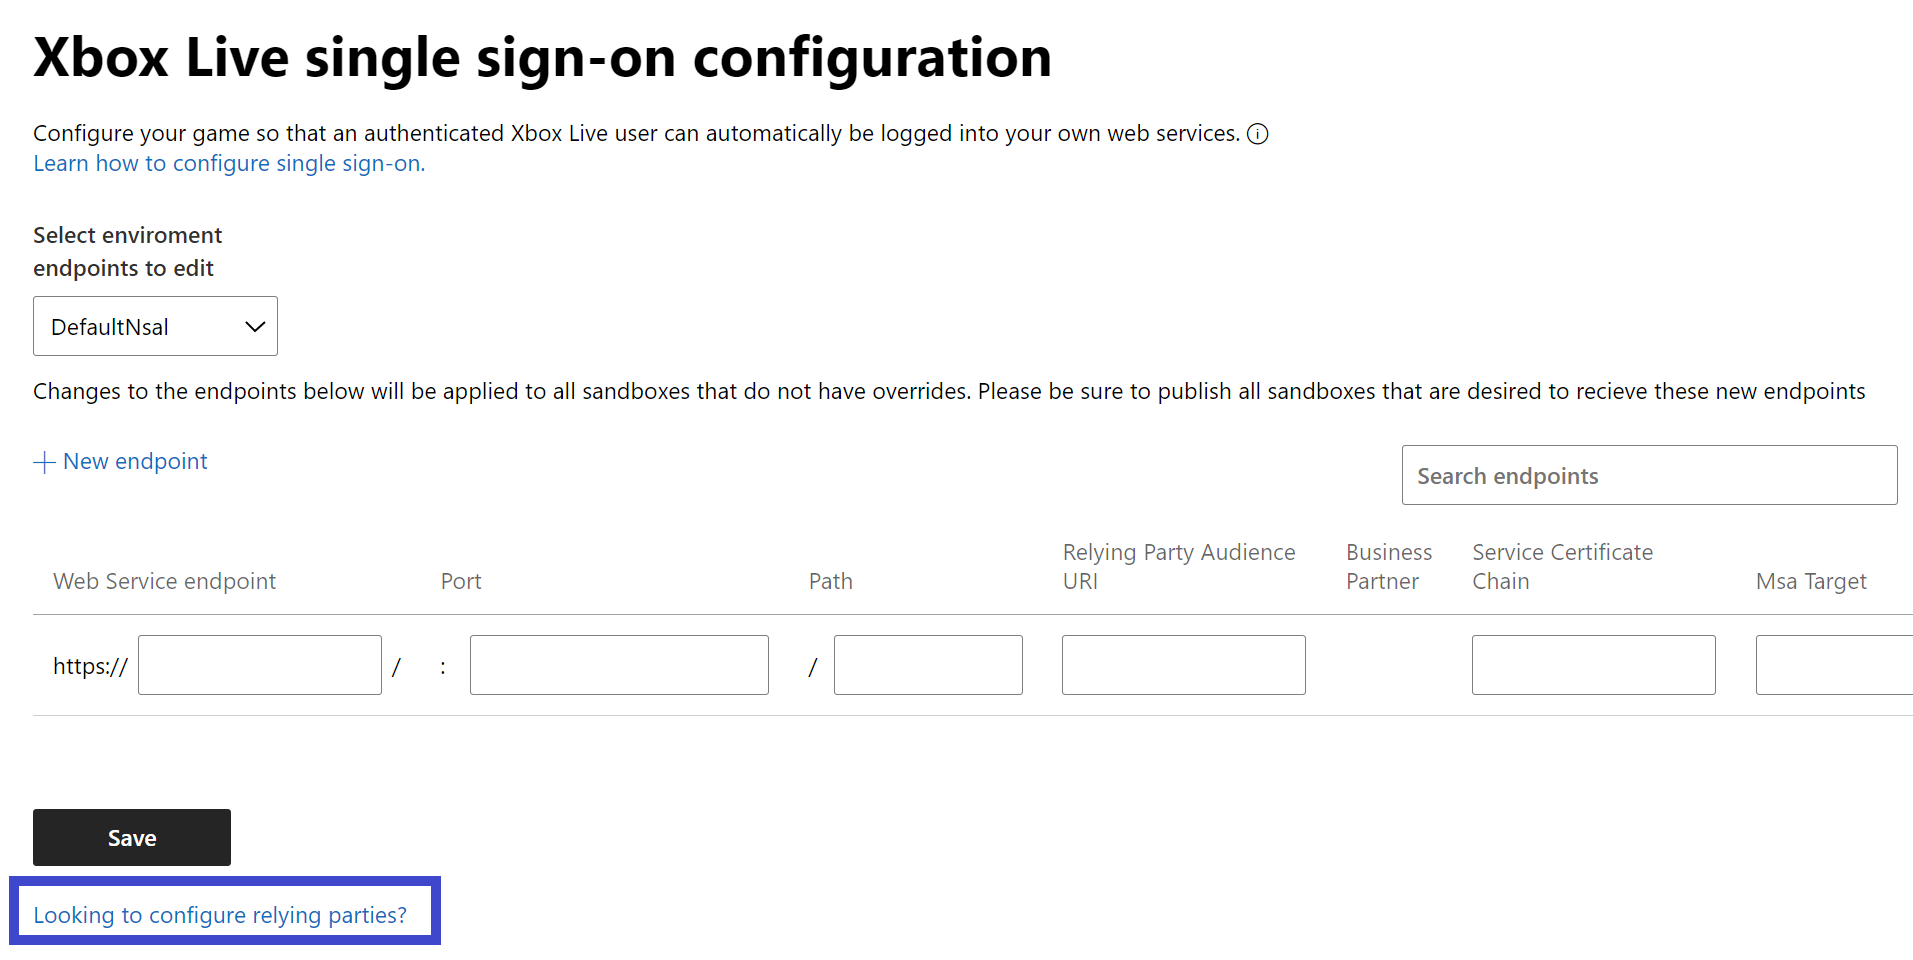 Xbox Live single sign-on configuration
Configure your game so that an authenticated Xbox Live user can automatically be logged into your own web services.
Learn how to configure single sign-on.
Select enviroment
endpoints to edit
DefaultNsal
Changes to the endpoints below will be applied to all sandboxes that do not have overrides. Please be sure to publish all sandboxes that are desired to recieve these new endpoints
New endpoint
Search endpoints
Web Service endpoint
Port
Path
Relying Party Audience
URI
Business
Partner
Service Certificate
Chain
Msa Target
https:// / : /
Save
Looking to configure relying parties?